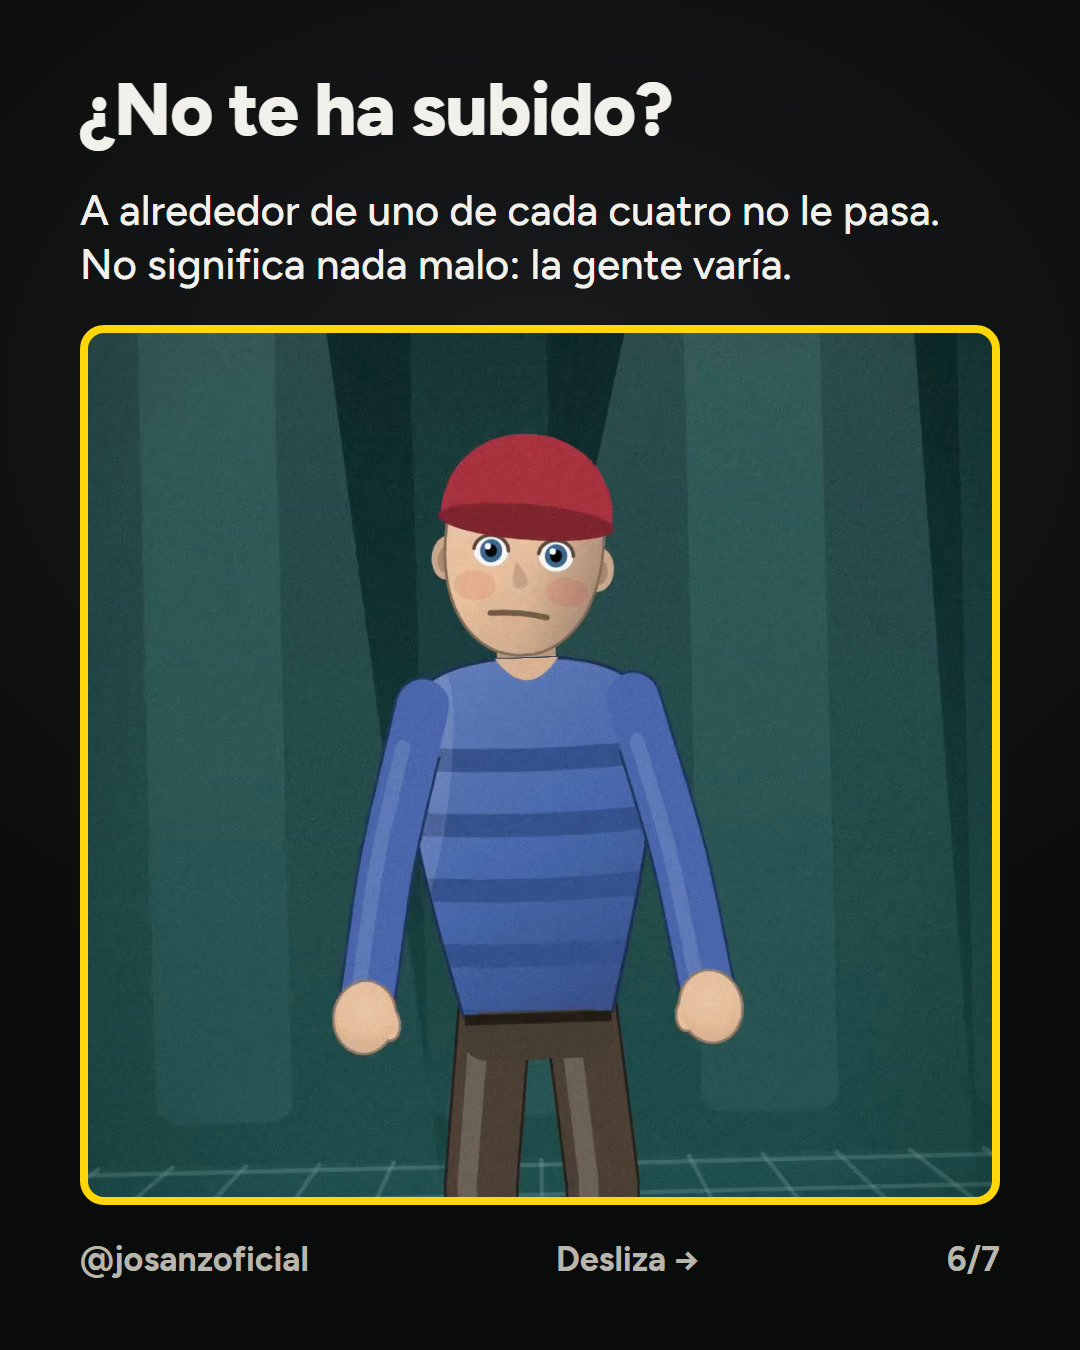 ¿No te ha subido?
A alrededor de uno de cada cuatro no le pasa.
No significa nada malo: la gente varía.
@josanzoficial
Desliza →
6/7